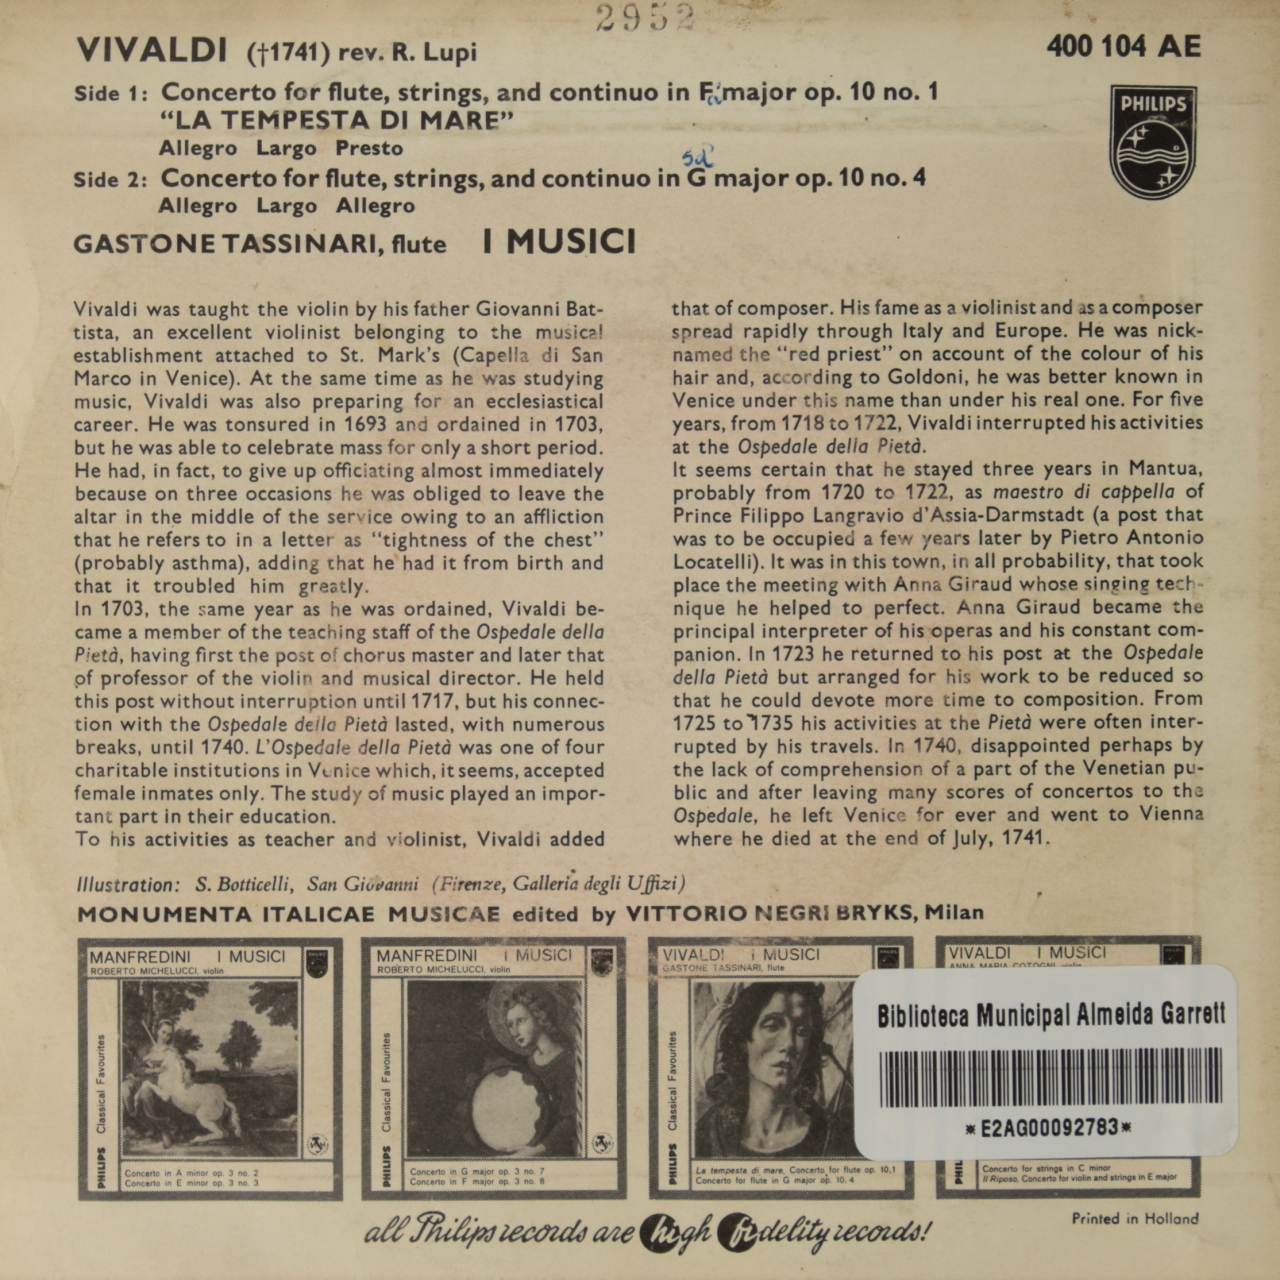 2952
VIVALDI (†1741) rev. R. Lupi
400 104 AE
Side 1: Concerto for flute, strings, and continuo in F major op. 10 no. 1
“LA TEMPESTA DI MARE”
Allegro Largo Presto
PHILIPS
Side 2: Concerto for flute, strings, and continuo in G major op. 10 no. 4
Allegro Largo Allegro
GASTONE TASSINARI, flute I MUSICI
Vivaldi was taught the violin by his father Giovanni Bat-
tista, an excellent violinist belonging to the musical
establishment attached to St. Mark's (Capella di San
Marco in Venice). At the same time as he was studying
music, Vivaldi was also preparing for an ecclesiastical
career. He was tonsured in 1693 and ordained in 1703,
but he was able to celebrate mass for only a short period.
He had, in fact, to give up officiating almost immediately
because on three occasions he was obliged to leave the
altar in the middle of the service owing to an affliction
that he refers to in a letter as “tightness of the chest”
(probably asthma), adding that he had it from birth and
that it troubled him greatly.
In 1703, the same year as he was ordained, Vivaldi be-
came a member of the teaching staff of the Ospedale della
Pietà, having first the post of chorus master and later that
of professor of the violin and musical director. He held
this post without interruption until 1717, but his connec-
tion with the Ospedale della Pietà lasted, with numerous
breaks, until 1740. L'Ospedale della Pietà was one of four
charitable institutions in Venice which, it seems, accepted
female inmates only. The study of music played an impor-
tant part in their education.
To his activities as teacher and violinist, Vivaldi added
that of composer. His fame as a violinist and as a composer
spread rapidly through Italy and Europe. He was nick-
named the “red priest” on account of the colour of his
hair and, according to Goldoni, he was better known in
Venice under this name than under his real one. For five
years, from 1718 to 1722, Vivaldi interrupted his activities
at the Ospedale della Pietà.
It seems certain that he stayed three years in Mantua,
probably from 1720 to 1722, as maestro di cappella of
Prince Filippo Langravio d'Assia-Darmstadt (a post that
was to be occupied a few years later by Pietro Antonio
Locatelli). It was in this town, in all probability, that took
place the meeting with Anna Giraud whose singing tech-
nique he helped to perfect. Anna Giraud became the
principal interpreter of his operas and his constant com-
panion. In 1723 he returned to his post at the Ospedale
della Pietà but arranged for his work to be reduced so
that he could devote more time to composition. From
1725 to 1735 his activities at the Pietà were often inter-
rupted by his travels. In 1740, disappointed perhaps by
the lack of comprehension of a part of the Venetian pu-
blic and after leaving many scores of concertos to the
Ospedale, he left Venice for ever and went to Vienna
where he died at the end of July, 1741.
Illustration: S. Botticelli, San Giovanni (Firenze, Galleria degli Uffizi)
MONUMENTA ITALICAE MUSICAE edited by VITTORIO NEGRI BRYKS, Milan
MANFREDINI I MUSICI
ROBERTO MICHELUCCI, violin
PHILIPS Classical Favourites
Concerto in A minor op. 3 no. 2
Concerto in E minor op. 3 no. 3
MANFREDINI I MUSICI
ROBERTO MICHELUCCI, violin
PHILIPS Classical Favourites
Concerto in G major op. 3 no. 7
Concerto in F major op. 3 no. 8
VIVALDI I MUSICI
GASTONE TASSINARI, flute
PHILIPS Classical Favourites
La tempesta di mare, Concerto for flute op. 10,1
Concerto for flute in G major op. 10, 4
VIVALDI I MUSICI
ANNA MARIA COTOGNI, violin
Concerto for strings in C minor
Il Riposo, Concerto for violin and strings in E major
Biblioteca Municipal Almeida Garrett
*E2AG00092783*
all Philips records are high fidelity records!
Printed in Holland